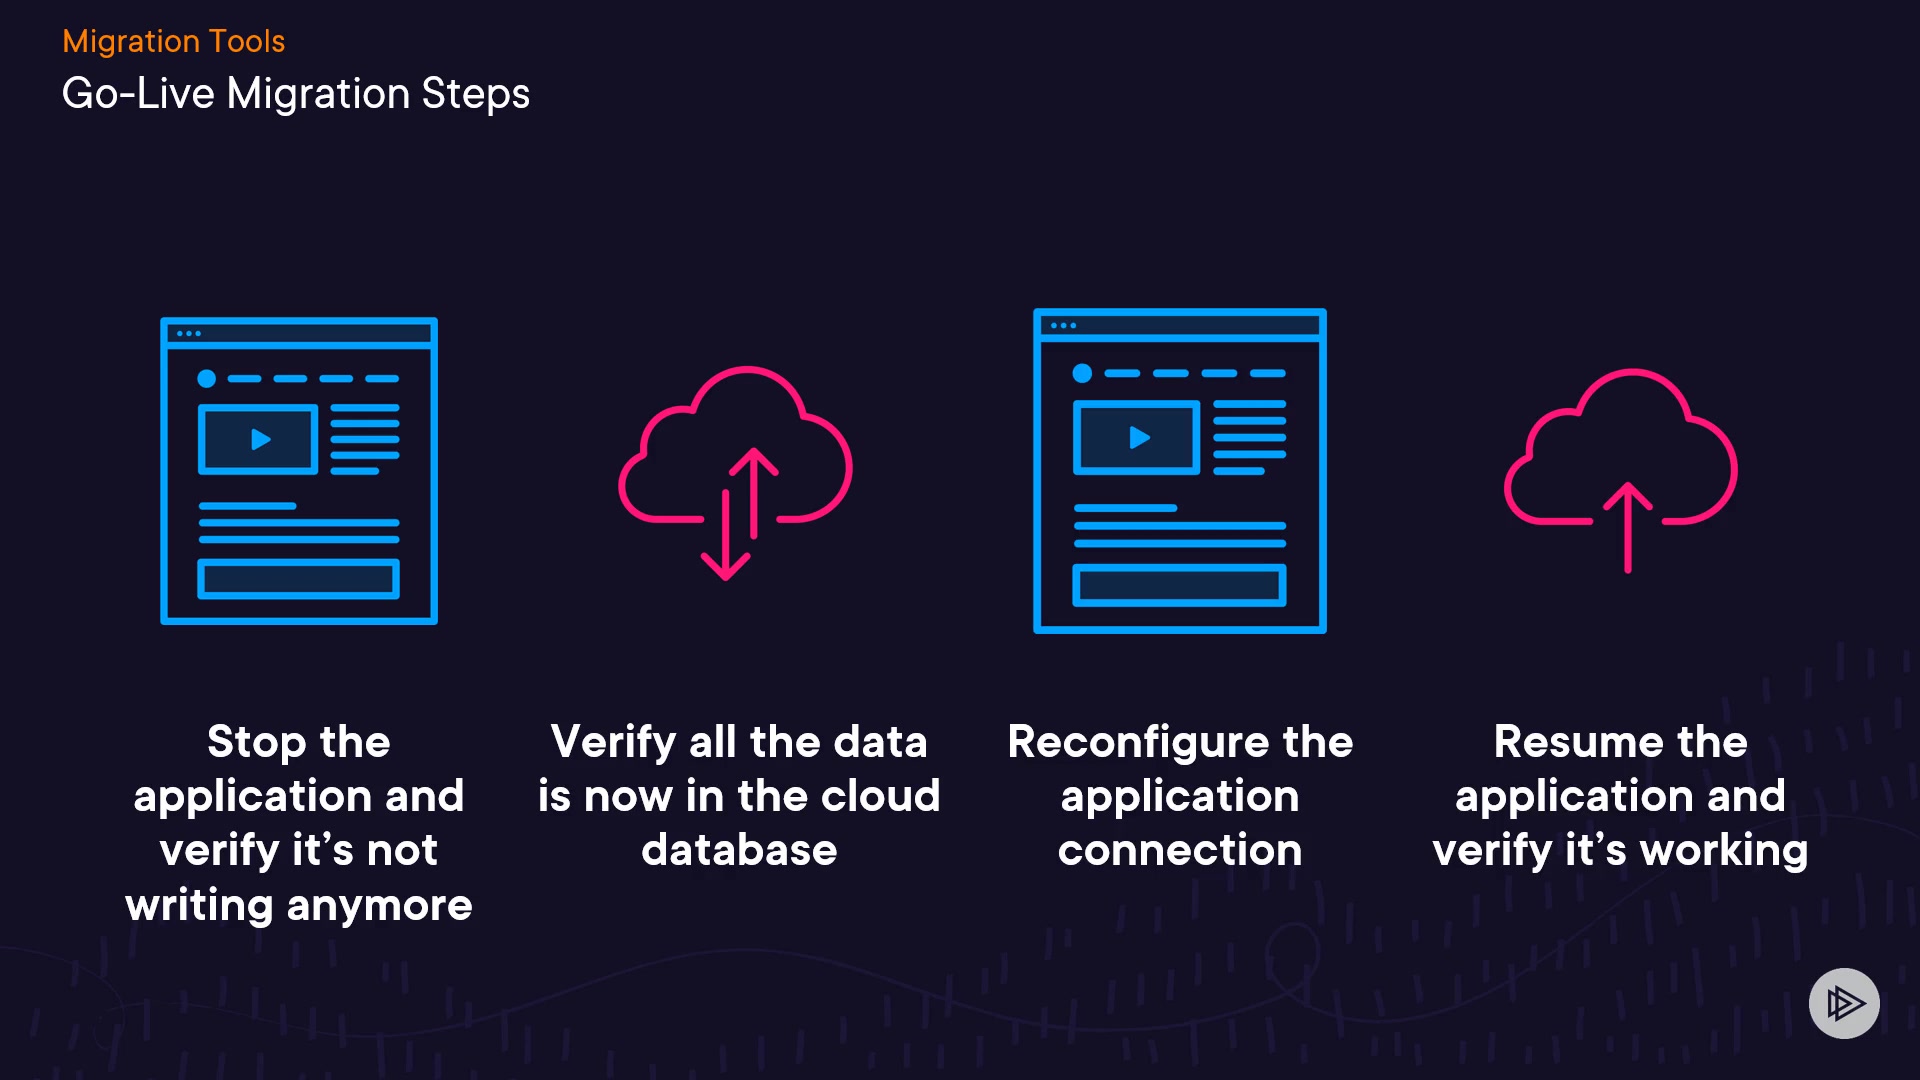 Migration Tools
Go-Live Migration Steps
Stop the
application and
verify it’s not
writing anymore
Verify all the data
is now in the cloud
database
Reconfigure the
application
connection
Resume the
application and
verify it’s working